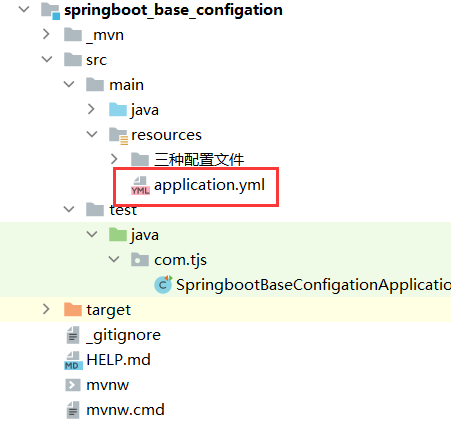 springboot_base_configation
_mvn
src
main
java
resources
三种配置文件
YML application.yml
test
java
com.tjs
C SpringbootBaseConfigationApplicatio
target
_gitignore
MD HELP.md
mvnw
mvnw.cmd